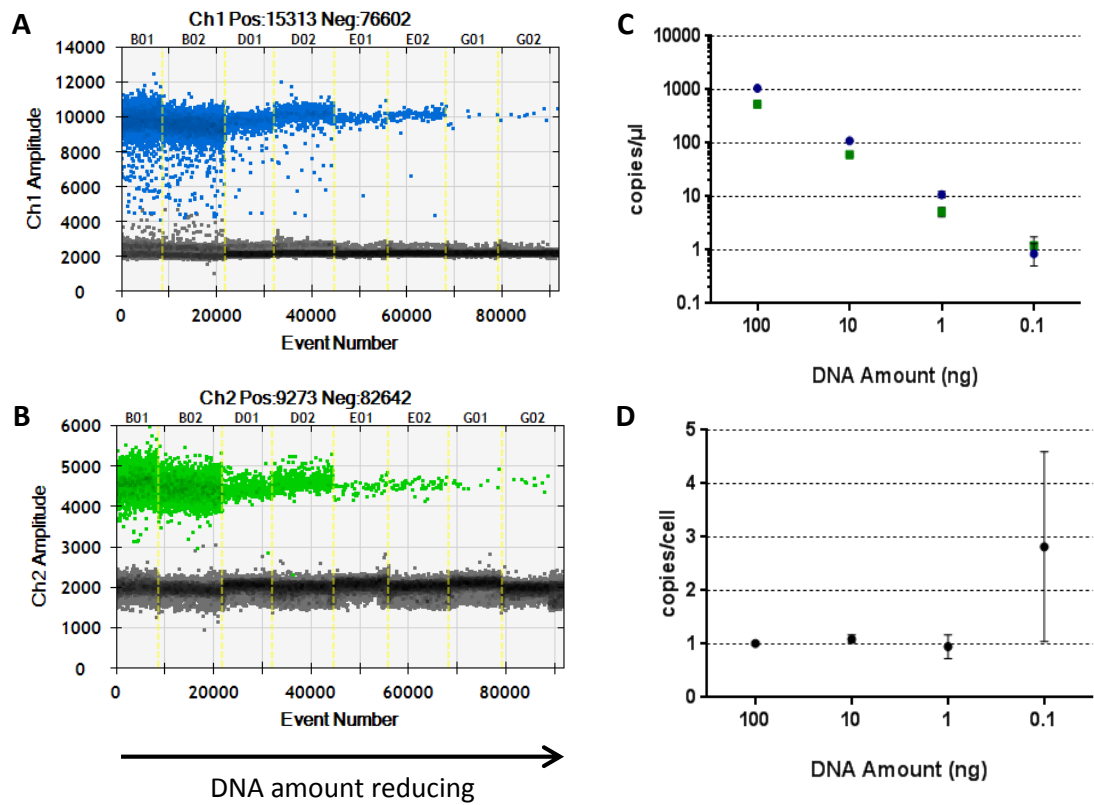 A
Ch1 Pos:15313 Neg:76602
B01 B02 D01 D02 E01 E02 G01 G02
14000
12000
10000
8000
6000
4000
2000
0
Ch1 Amplitude
0 20000 40000 60000 80000
Event Number
B
Ch2 Pos:9273 Neg:82642
B01 B02 D01 D02 E01 E02 G01 G02
6000
5000
4000
3000
2000
1000
0
Ch2 Amplitude
0 20000 40000 60000 80000
Event Number
DNA amount reducing
C
10000
1000
100
10
1
0.1
copies/µl
100 10 1 0.1
DNA Amount (ng)
D
5
4
3
2
1
0
copies/cell
100 10 1 0.1
DNA Amount (ng)